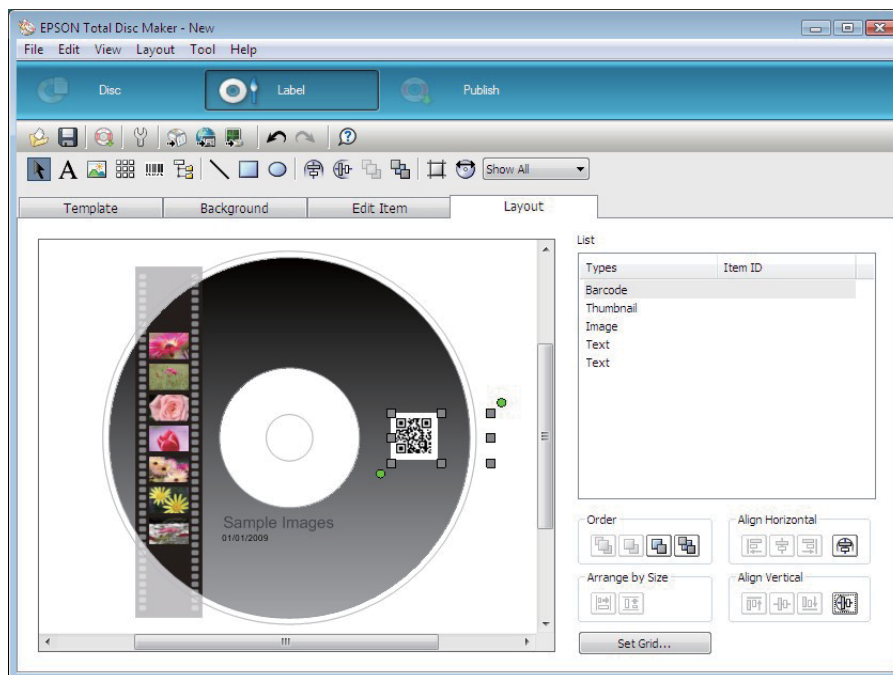 EPSON Total Disc Maker - New
File Edit View Layout Tool Help
Disc Label Publish
Show All
Template Background Edit Item Layout
List
Types Item ID
Barcode
Thumbnail
Image
Text
Text
Sample Images
01/01/2009
Order Align Horizontal
Arrange by Size Align Vertical
Set Grid...